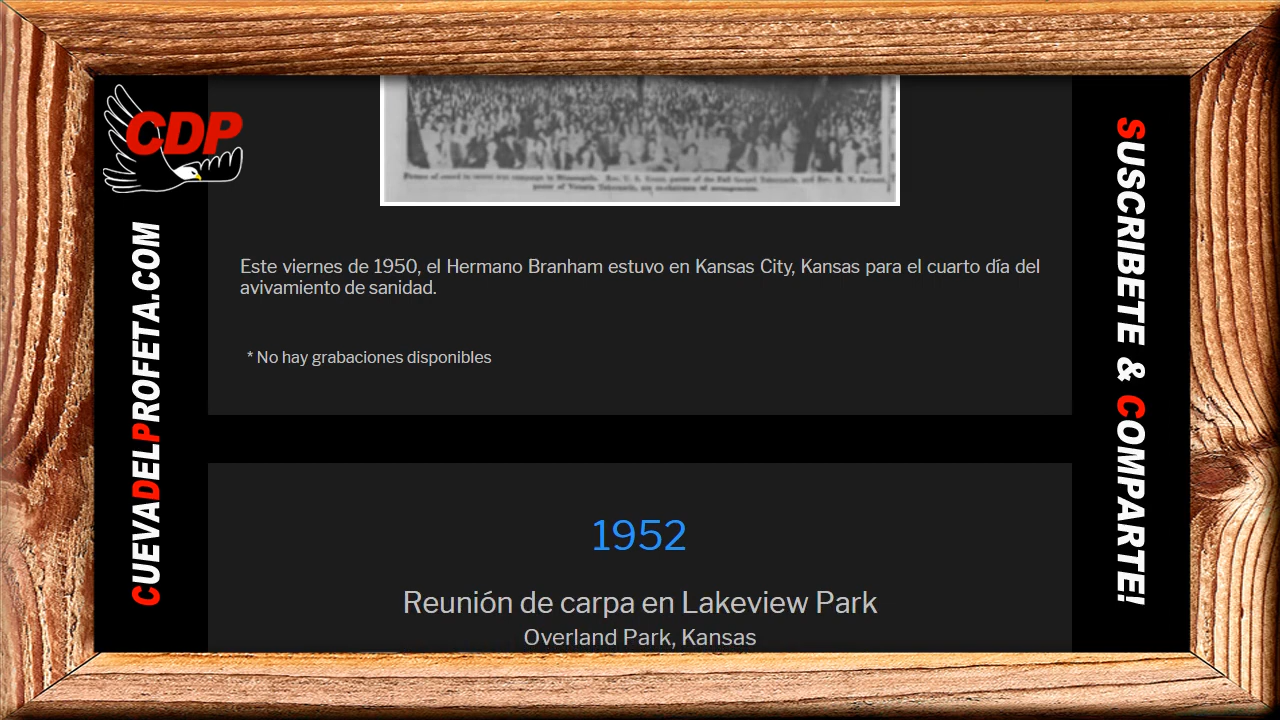 CDP
CUEVADELPROFETA.COM
Este viernes de 1950, el Hermano Branham estuvo en Kansas City, Kansas para el cuarto día del
avivamiento de sanidad.
* No hay grabaciones disponibles
1952
Reunión de carpa en Lakeview Park
Overland Park, Kansas
SUSCRIBETE & COMPARTE!